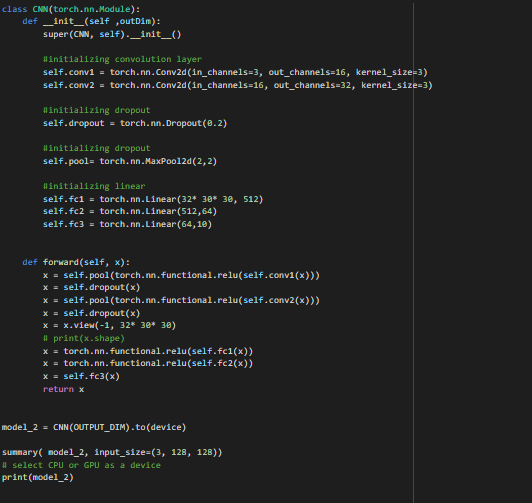 class CNN(torch.nn.Module):
    def __init__(self ,outDim):
        super(CNN, self).__init__()
        #initializing convolution layer
        self.conv1 = torch.nn.Conv2d(in_channels=3, out_channels=16, kernel_size=3)
        self.conv2 = torch.nn.Conv2d(in_channels=16, out_channels=32, kernel_size=3)
        #initializing dropout
        self.dropout = torch.nn.Dropout(0.2)
        #initializing dropout
        self.pool= torch.nn.MaxPool2d(2,2)
        #initializing linear
        self.fc1 = torch.nn.Linear(32* 30* 30, 512)
        self.fc2 = torch.nn.Linear(512,64)
        self.fc3 = torch.nn.Linear(64,10)
    def forward(self, x):
        x = self.pool(torch.nn.functional.relu(self.conv1(x)))
        x = self.dropout(x)
        x = self.pool(torch.nn.functional.relu(self.conv2(x)))
        x = self.dropout(x)
        x = x.view(-1, 32* 30* 30)
        # print(x.shape)
        x = torch.nn.functional.relu(self.fc1(x))
        x = torch.nn.functional.relu(self.fc2(x))
        x = self.fc3(x)
        return x
model_2 = CNN(OUTPUT_DIM).to(device)
summary( model_2, input_size=(3, 128, 128))
# select CPU or GPU as a device
print(model_2)